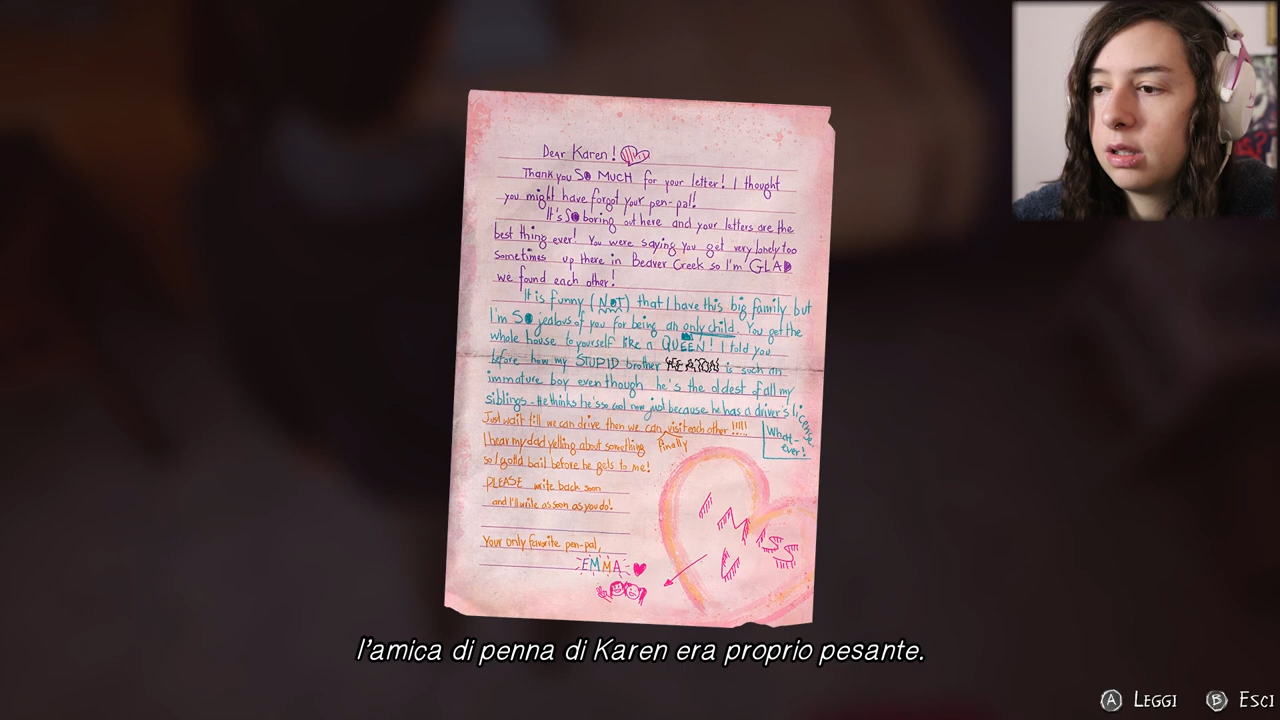 Dear Karen!
Thank you SO MUCH for your letter! I thought
you might have forgot your pen-pal!
It's SO boring out here and your letters are the
best thing ever! You were saying you get very lonely too
sometimes up there in Beaver Creek so I'm GLAD
we found each other!
It is funny (NOT) that I have this big family but
I'm SO jealous of you for being an only child. You get the
whole house to yourself like a QUEEN! I told you
before how my STUPID brother is such an
immature boy even though he's the oldest of all my
siblings. He thinks he's so cool now just because he has a driver's license.
What-
ever!
Just wait till we can drive then we can finally visit each other!!!!!
I hear my dad yelling about something
so I gotta bail before he gets to me!
PLEASE write back soon
and I'll write as soon as you do!
Your only favorite pen-pal,
EMMA
l'amica di penna di Karen era proprio pesante.
A LEGGI B ESCI